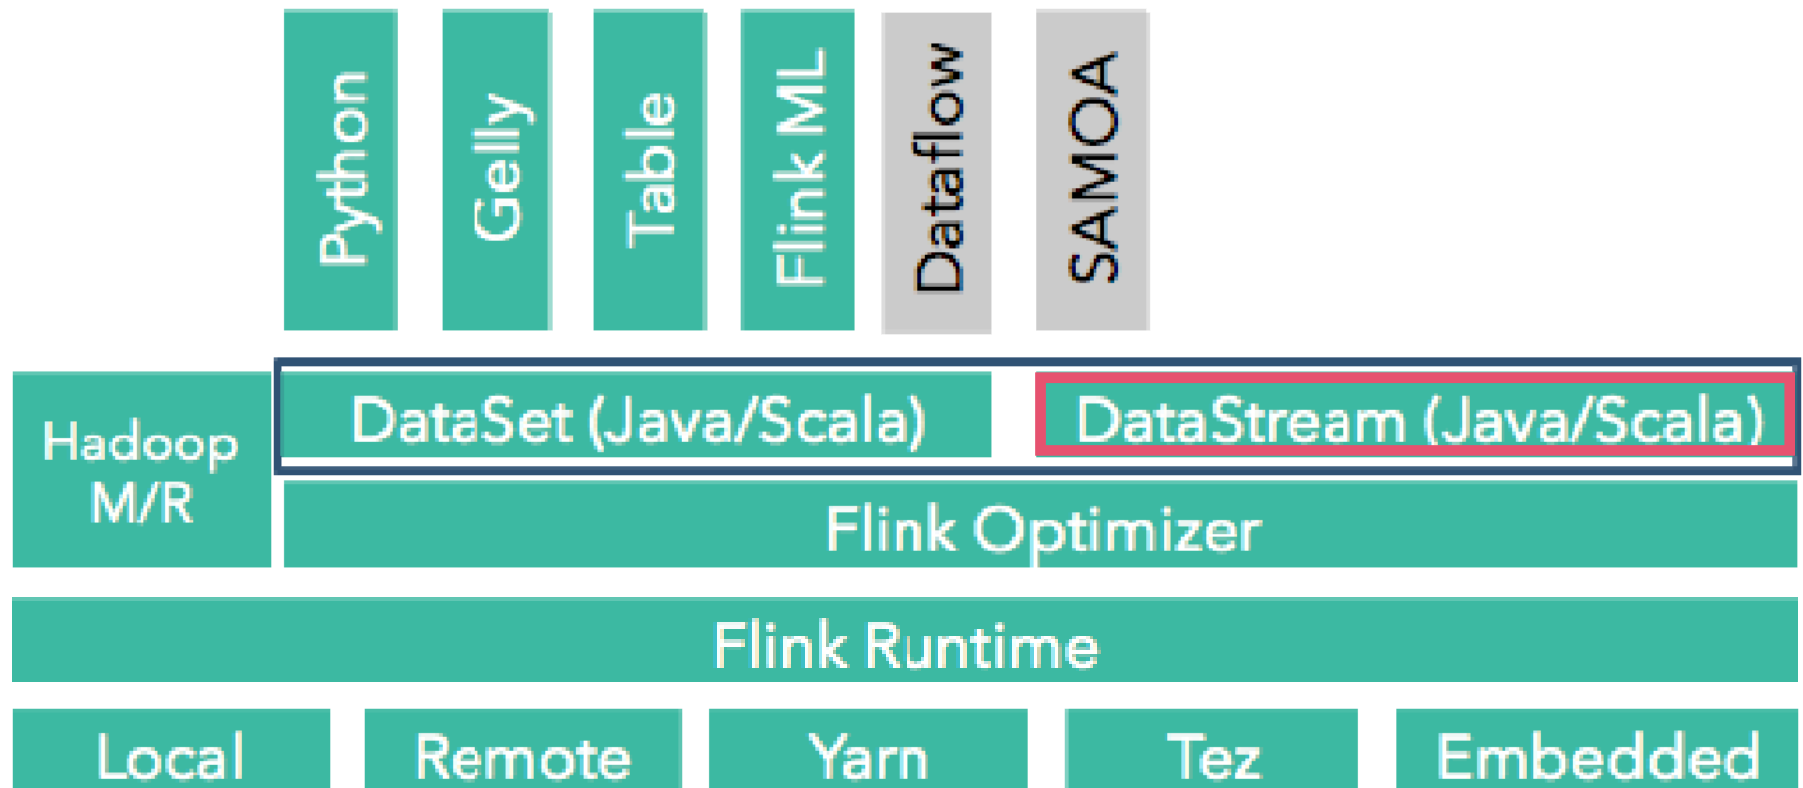 Python
Gelly
Table
Flink ML
Dataflow
SAMOA
Hadoop
M/R
DataSet (Java/Scala)
DataStream (Java/Scala)
Flink Optimizer
Flink Runtime
Local
Remote
Yarn
Tez
Embedded